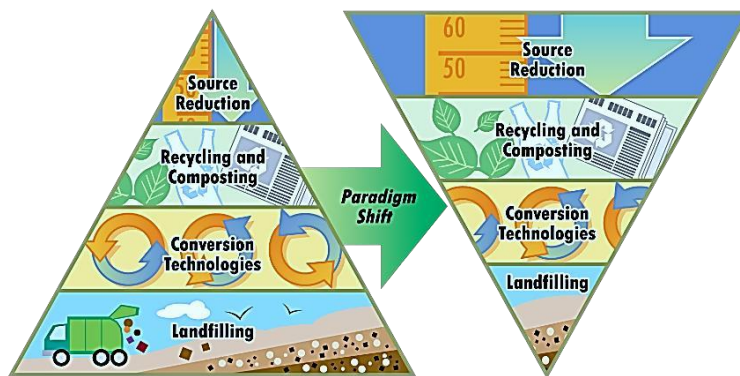 Source
Reduction
Recycling and
Composting
Conversion
Technologies
Landfilling
Paradigm
Shift
60
50
Source
Reduction
Recycling and
Composting
Conversion
Technologies
Landfilling